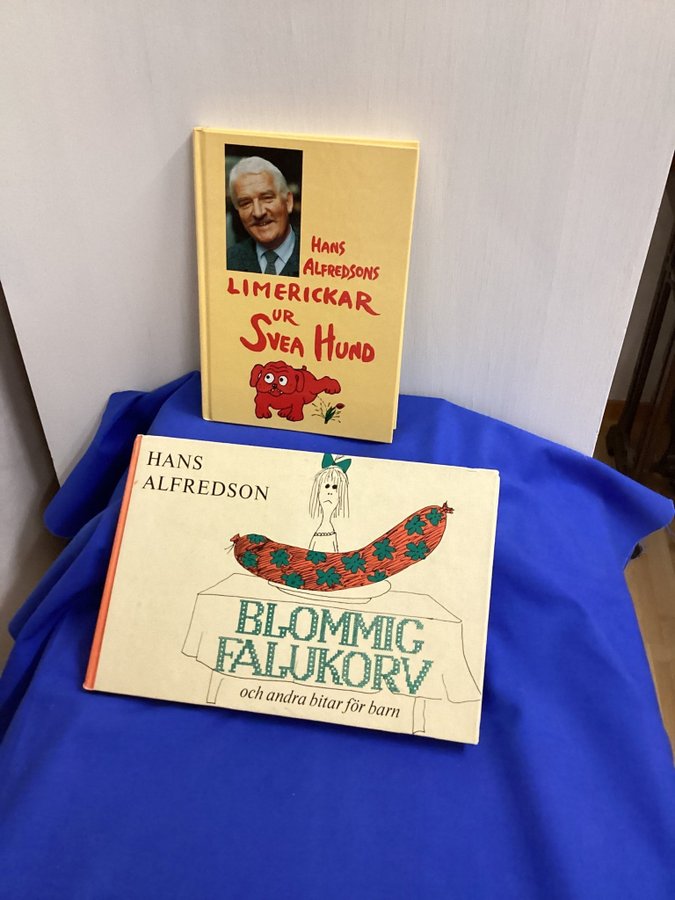 HANS
ALFREDSONS
LIMERICKAR
UR
SVEA HUND
HANS
ALFREDSON
BLOMMIG
FALUKORV
och andra bitar för barn